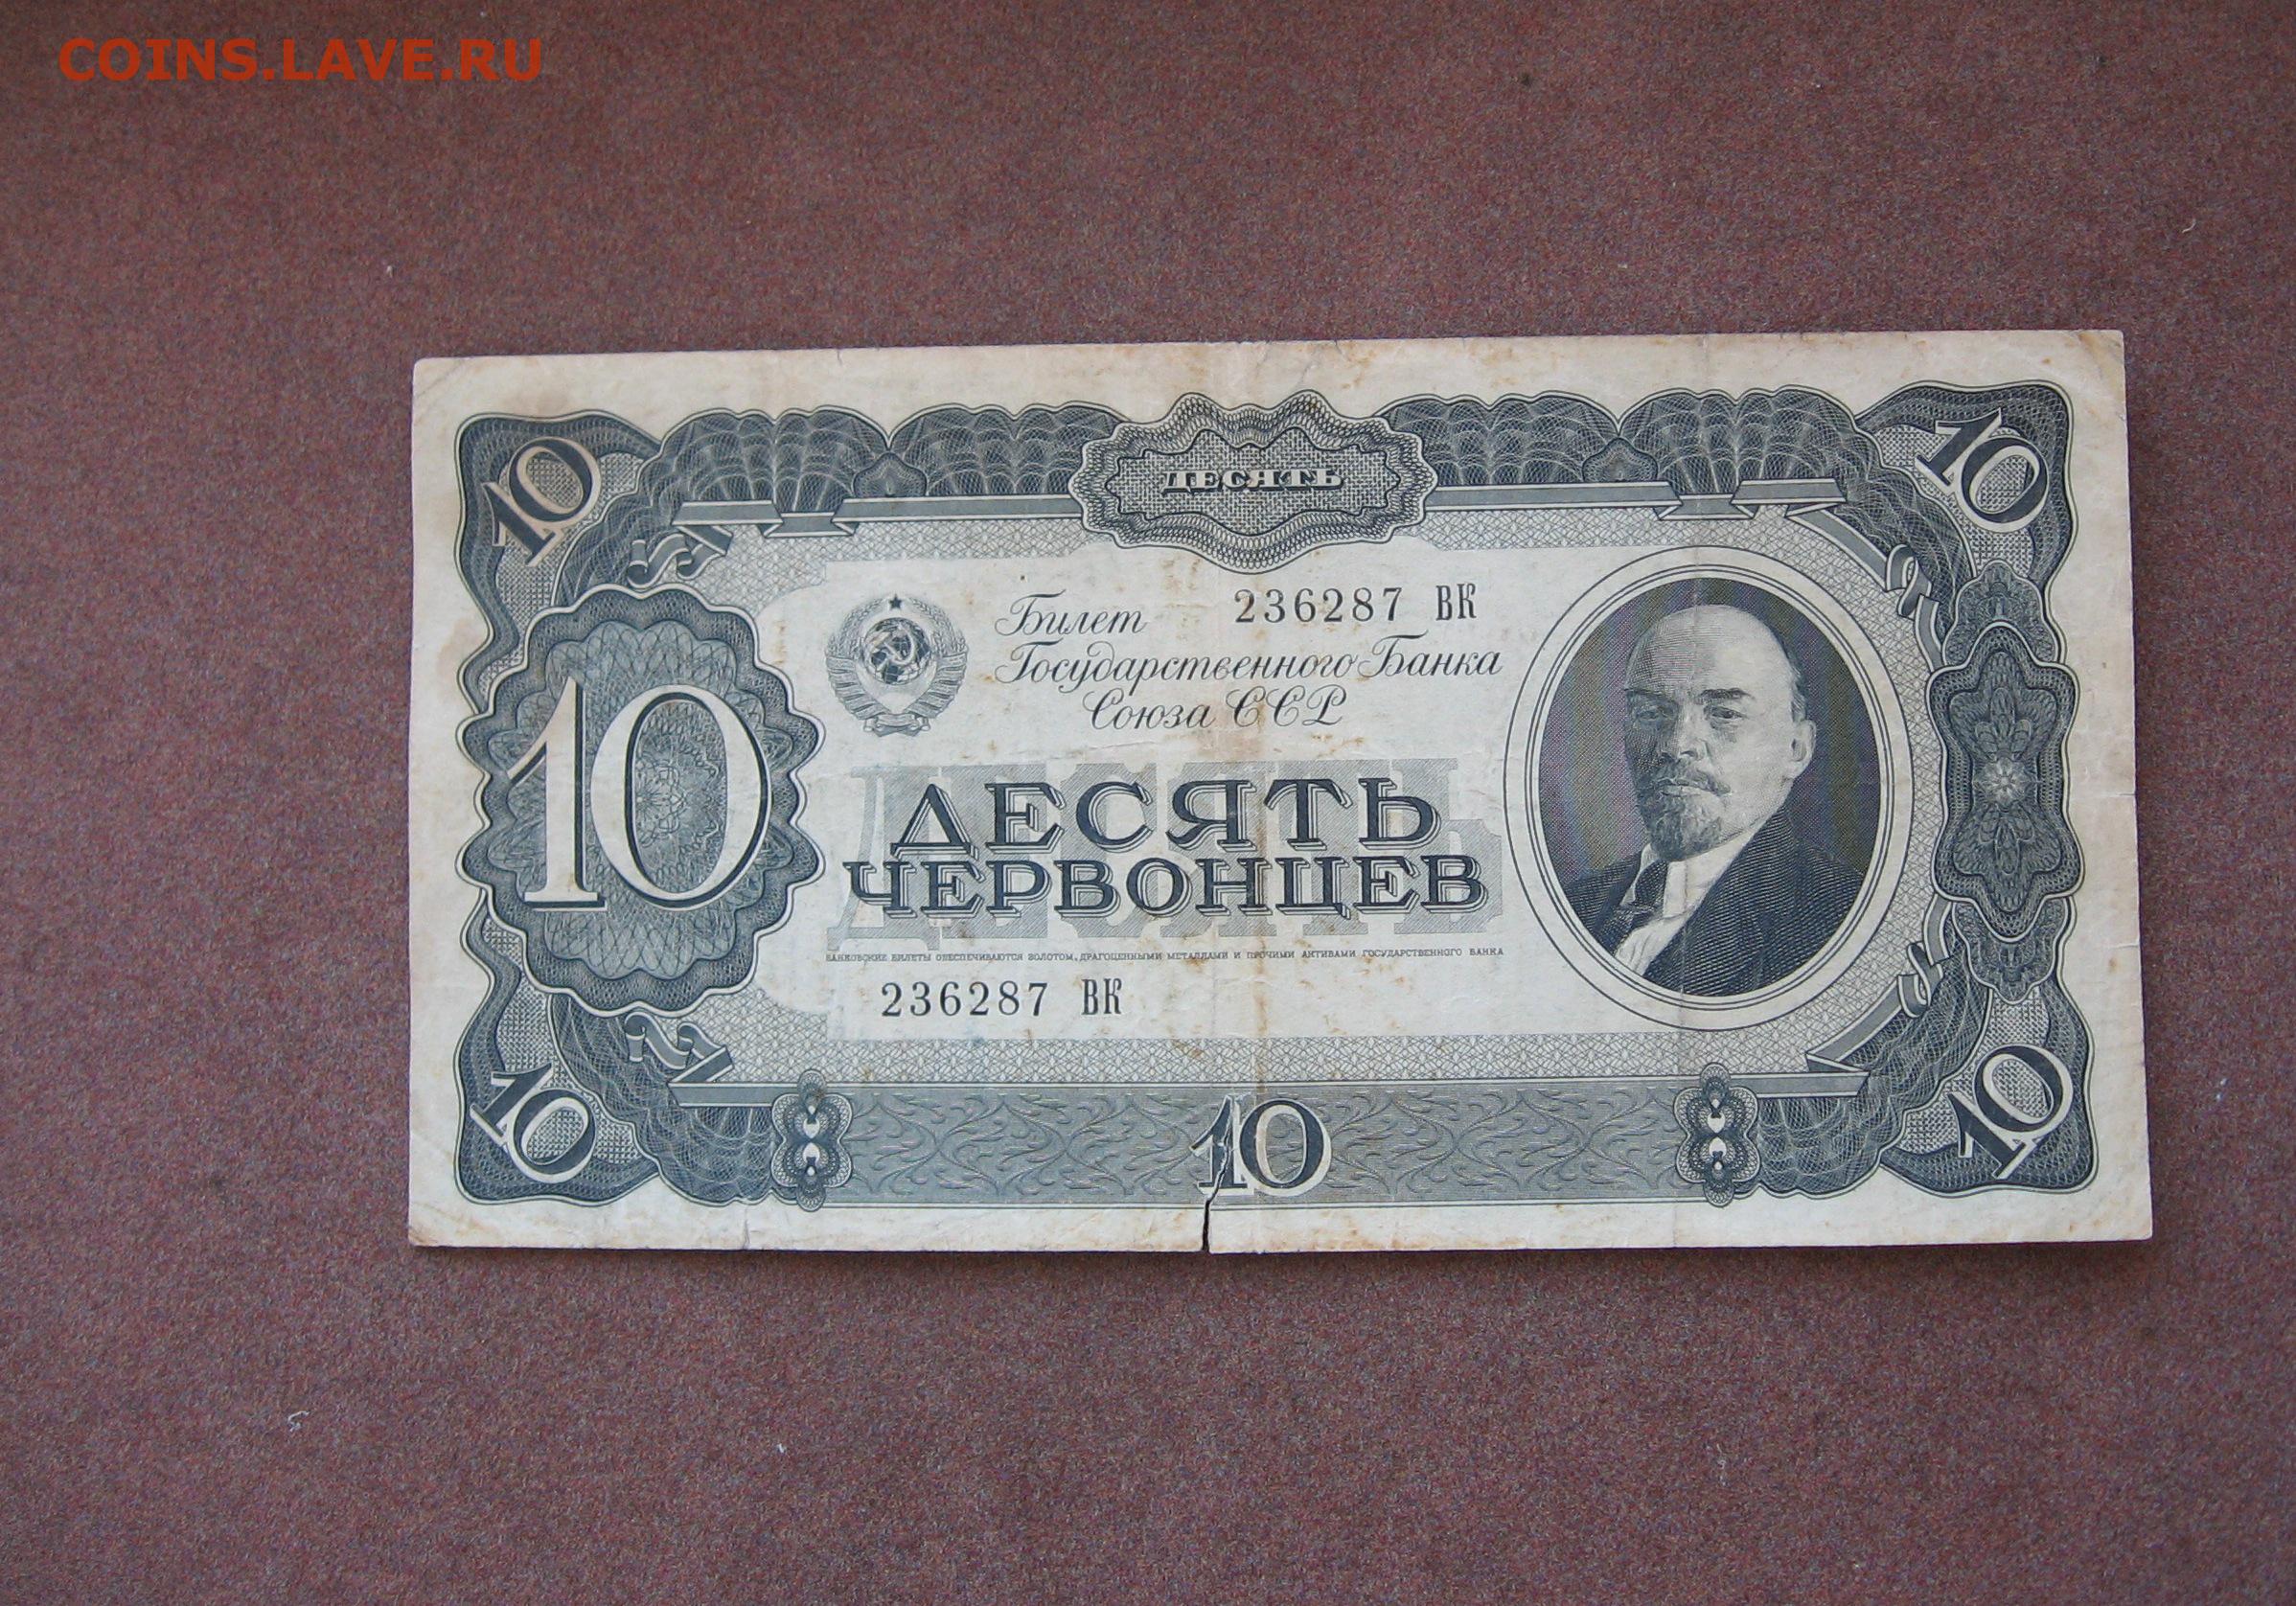 COINS.LAVE.RU
10
ДЕСЯТЬ
10
Билет 236287 ВК
Государственного Банка
Союза ССР
10
ДЕСЯТЬ
ДЕСЯТЬ
ЧЕРВОНЦЕВ
БАНКОВСКИЕ БИЛЕТЫ ОБЕСПЕЧИВАЮТСЯ ЗОЛОТОМ, ДРАГОЦЕННЫМИ МЕТАЛЛАМИ И ПРОЧИМИ АКТИВАМИ ГОСУДАРСТВЕННОГО БАНКА
236287 ВК
10
10
10